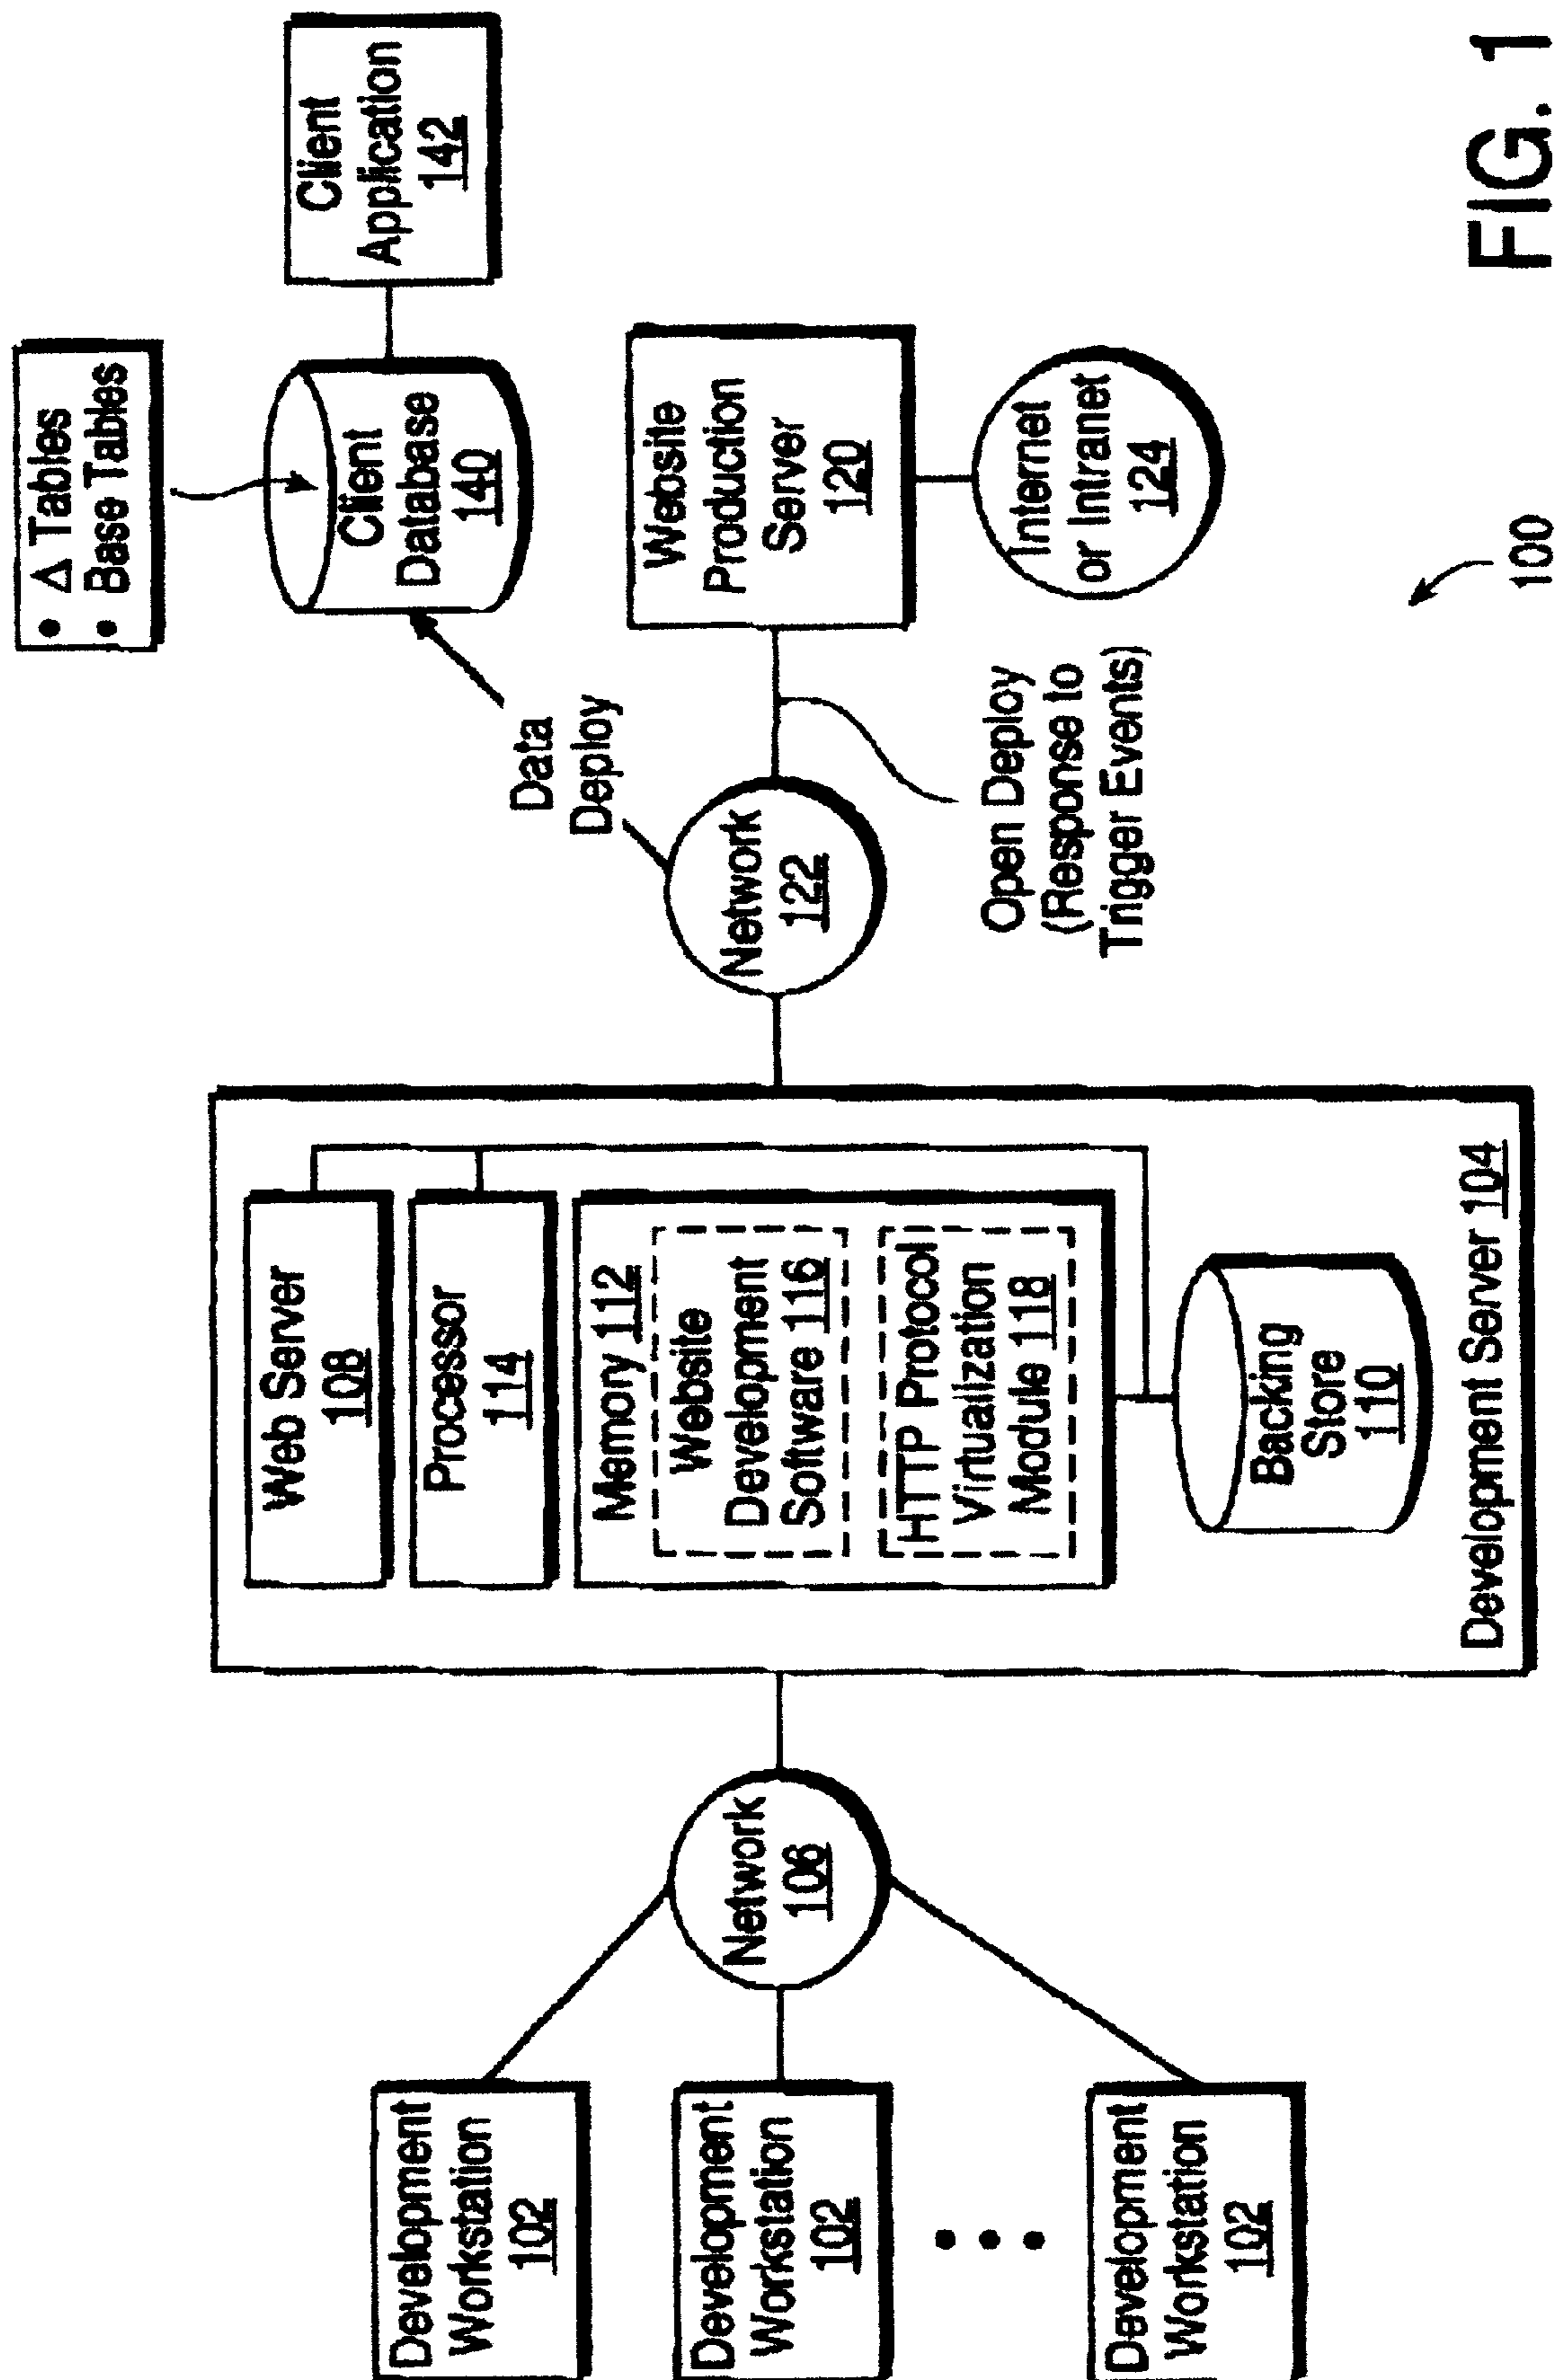 Development
Workstation
102
Development
Workstation
102
Development
Workstation
102
Network
106
Web Server
108
Processor
114
Memory 112
Website
Development
Software 116
HTTP Protocol
Virtualization
Module 118
Backing
Store
110
Development Server 104
Network
122
Data
Deploy
Open Deploy
(Response to
Trigger Events)
• Δ Tables
• Base Tables
Client
Database
140
Client
Application
142
Website
Production
Server
120
Internet
or Intranet
124
100
FIG. 1